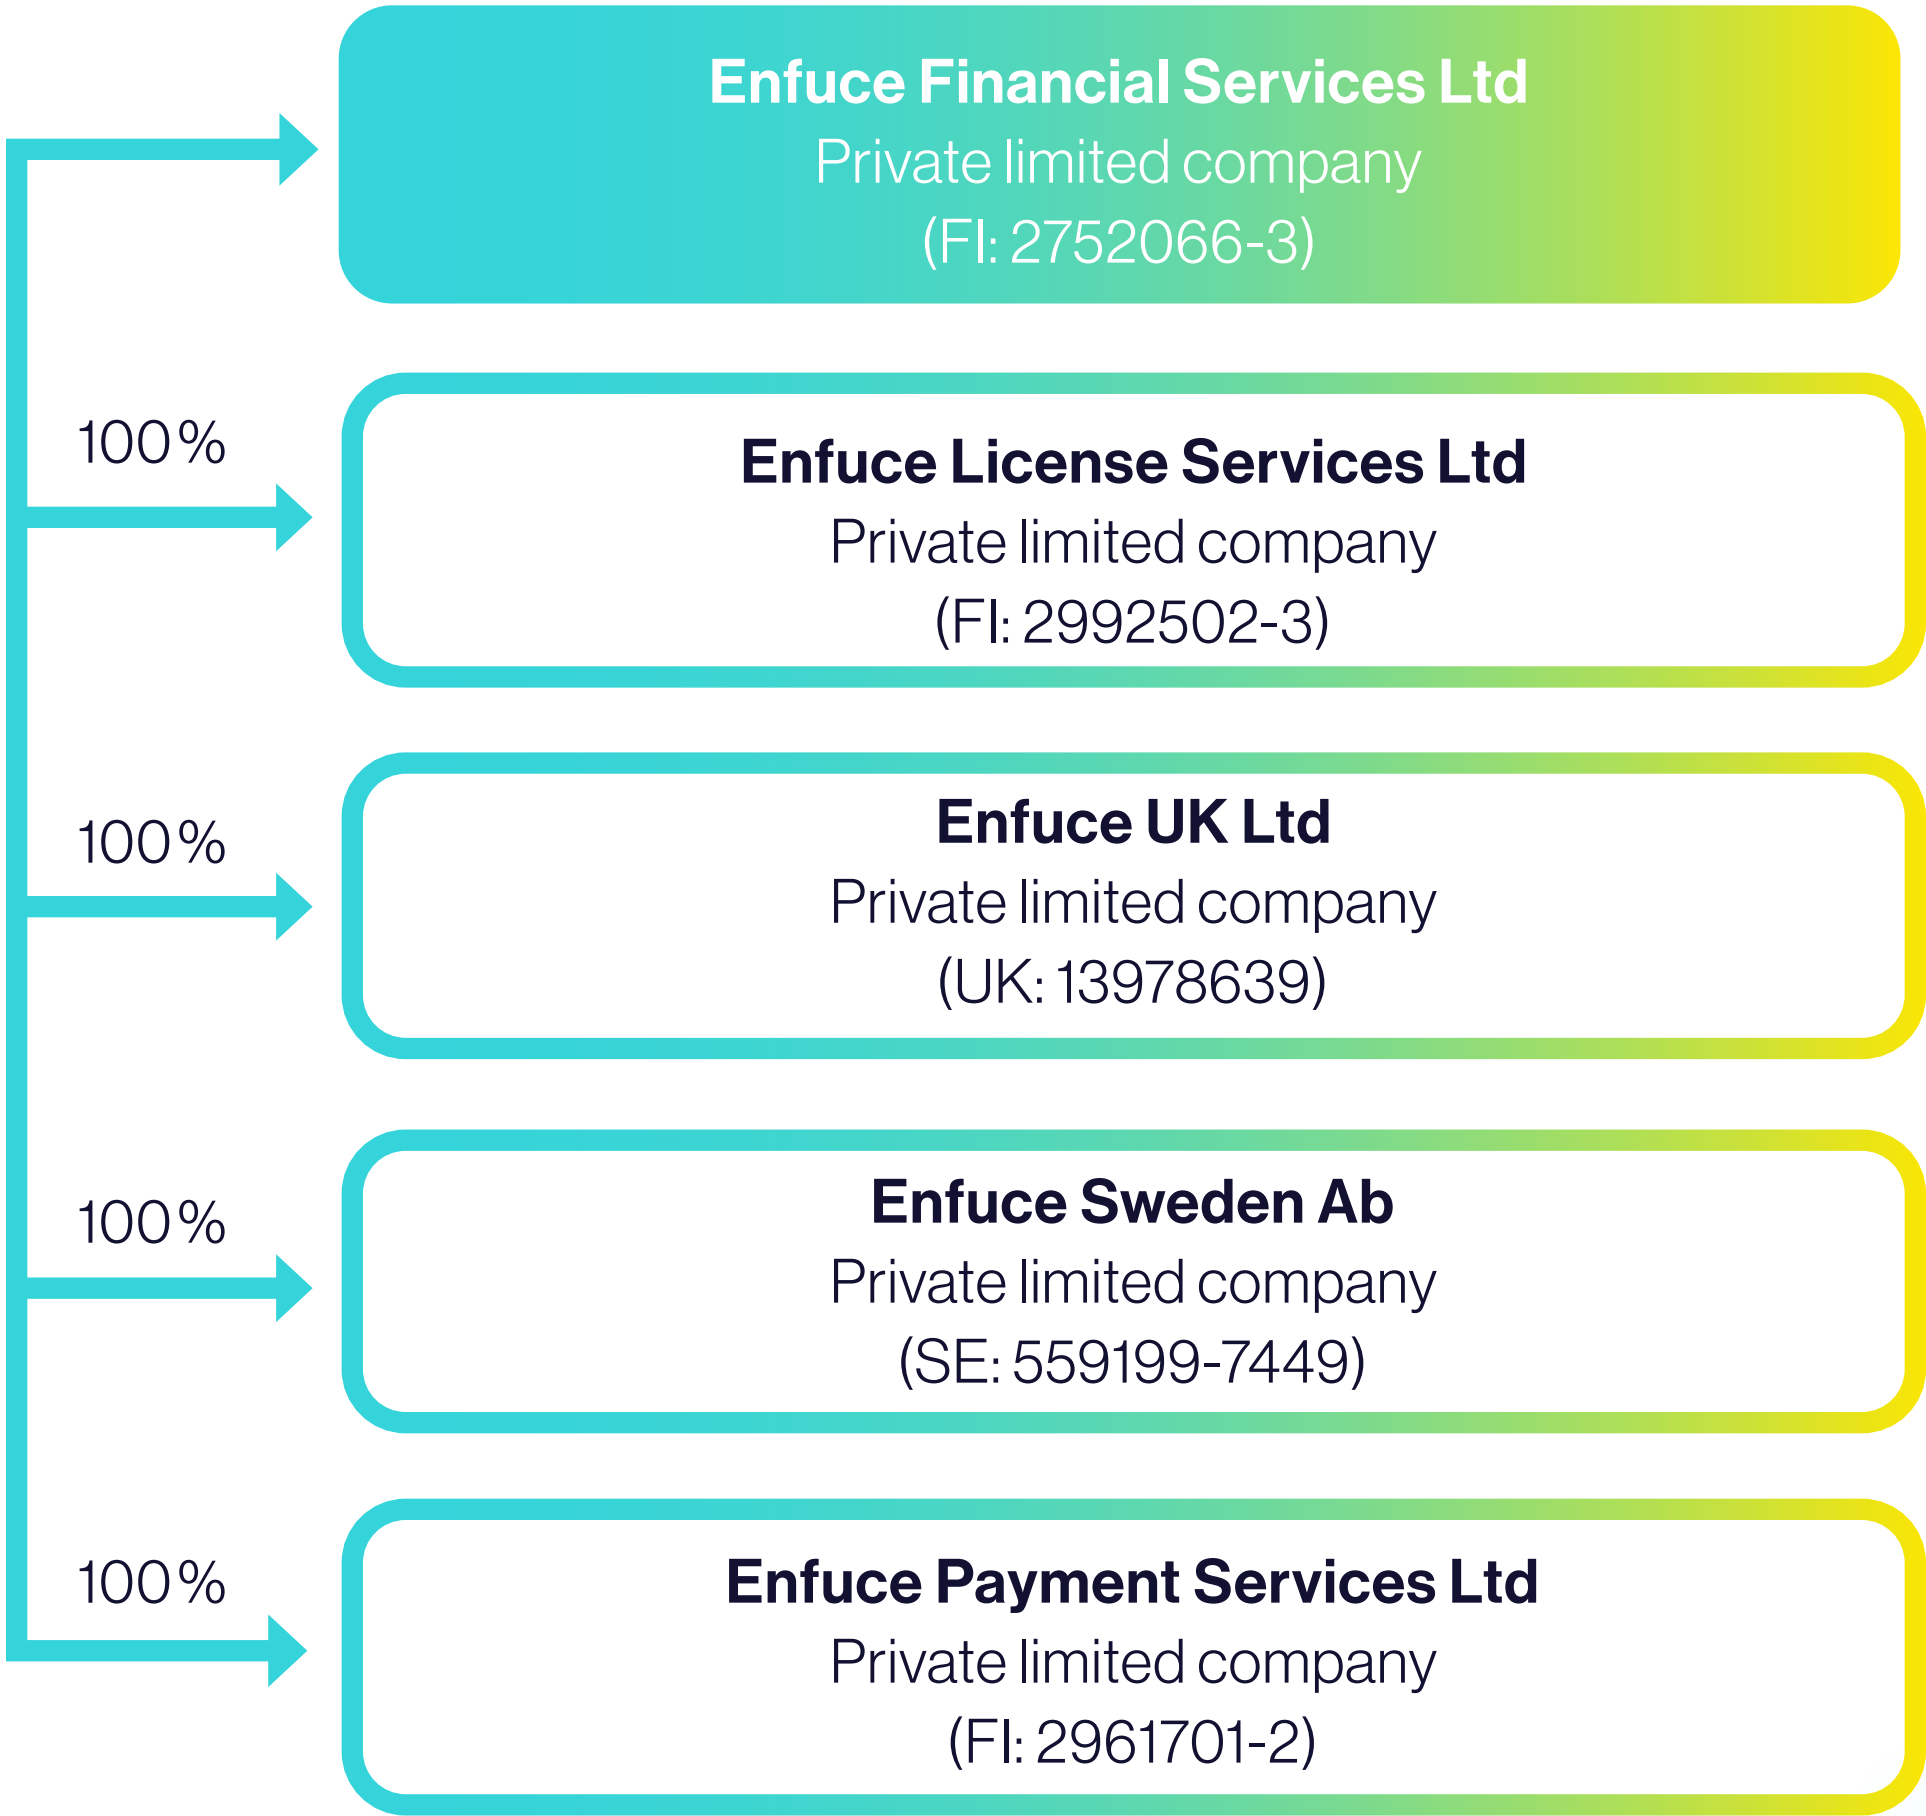 Enfuce Financial Services Ltd
Private limited company
(FI: 2752066-3)
100%
Enfuce License Services Ltd
Private limited company
(FI: 2992502-3)
100%
Enfuce UK Ltd
Private limited company
(UK: 13978639)
100%
Enfuce Sweden Ab
Private limited company
(SE: 559199-7449)
100%
Enfuce Payment Services Ltd
Private limited company
(FI: 2961701-2)